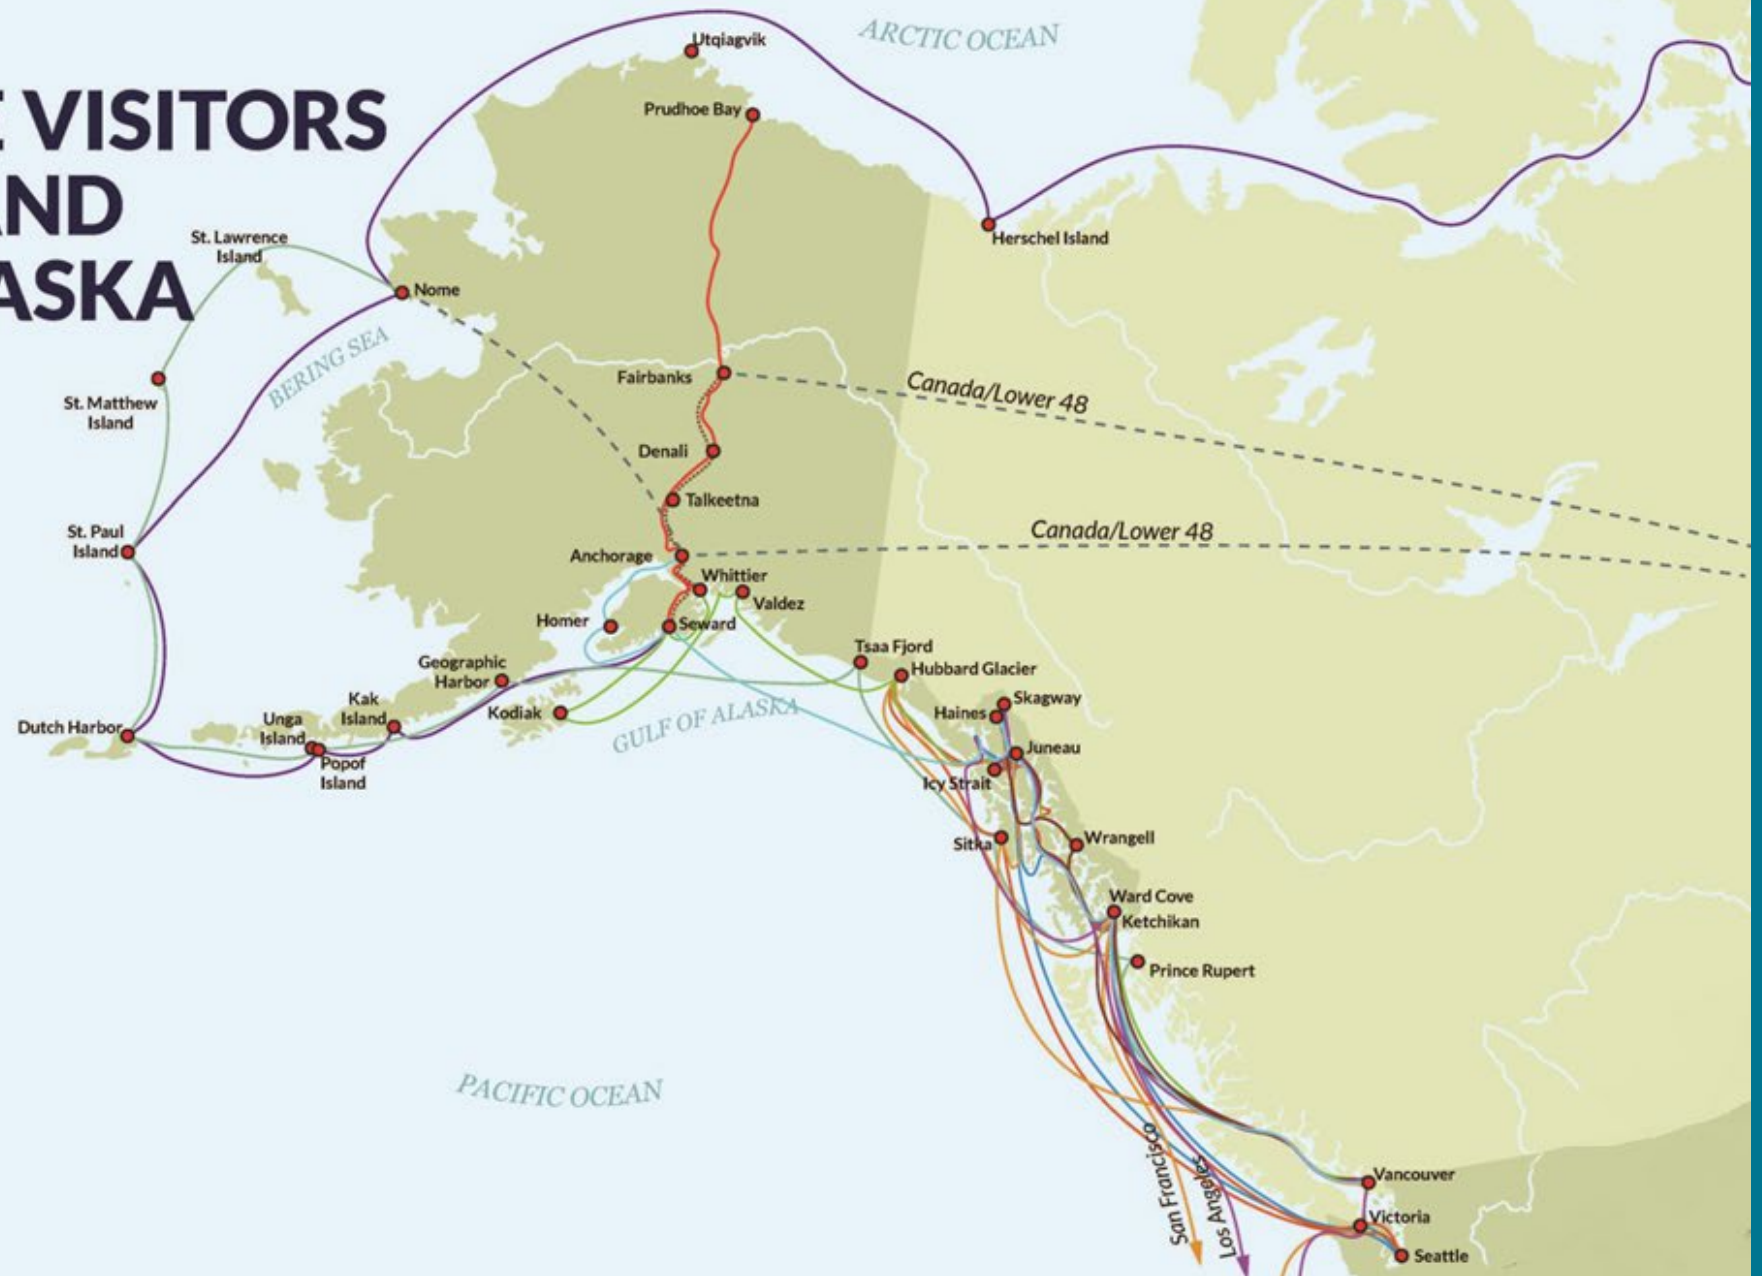 VISITORS
ND
ASKA
ARCTIC OCEAN
Utqiagvik
Prudhoe Bay
Herschel Island
St. Lawrence
Island
Nome
BERING SEA
St. Matthew
Island
Fairbanks
Canada/Lower 48
Denali
Talkeetna
St. Paul
Island
Anchorage
Canada/Lower 48
Whittier
Valdez
Homer
Seward
Tsaa Fjord
Hubbard Glacier
Geographic
Harbor
Kak
Island
Kodiak
GULF OF ALASKA
Skagway
Haines
Dutch Harbor
Unga
Island
Popof
Island
Juneau
Icy Strait
Sitka
Wrangell
Ward Cove
Ketchikan
Prince Rupert
PACIFIC OCEAN
San Francisco
Los Angeles
Vancouver
Victoria
Seattle